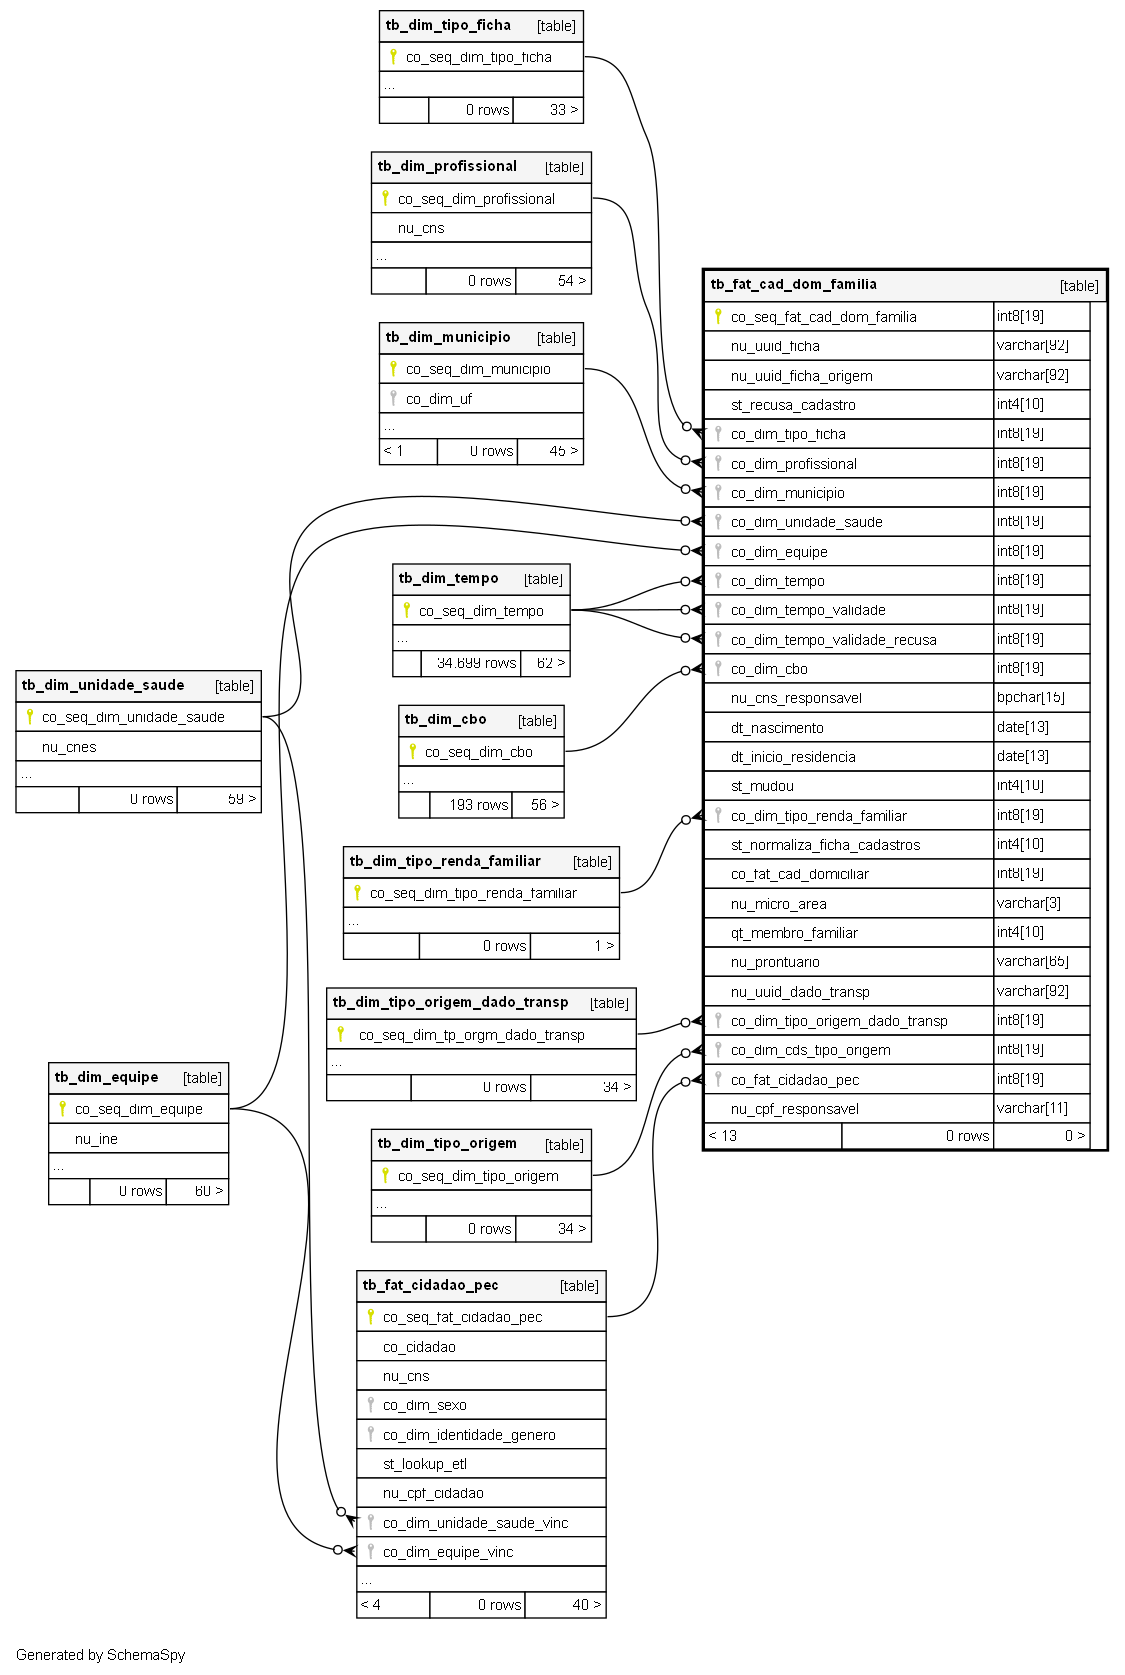 tb_dim_tipo_ficha [table]
co_seq_dim_tipo_ficha
...
0 rows 33 >
tb_dim_profissional [table]
co_seq_dim_profissional
nu_cns
...
0 rows 54 >
tb_dim_municipio [table]
co_seq_dim_municipio
co_dim_uf
...
< 1 0 rows 45 >
tb_dim_tempo [table]
co_seq_dim_tempo
...
34.699 rows 62 >
tb_dim_unidade_saude [table]
co_seq_dim_unidade_saude
nu_cnes
...
0 rows 59 >
tb_dim_cbo [table]
co_seq_dim_cbo
...
193 rows 56 >
tb_dim_tipo_renda_familiar [table]
co_seq_dim_tipo_renda_familiar
...
0 rows 1 >
tb_dim_tipo_origem_dado_transp [table]
co_seq_dim_tp_orgm_dado_transp
...
0 rows 34 >
tb_dim_equipe [table]
co_seq_dim_equipe
nu_ine
...
0 rows 60 >
tb_dim_tipo_origem [table]
co_seq_dim_tipo_origem
...
0 rows 34 >
tb_fat_cidadao_pec [table]
co_seq_fat_cidadao_pec
co_cidadao
nu_cns
co_dim_sexo
co_dim_identidade_genero
st_lookup_etl
nu_cpf_cidadao
co_dim_unidade_saude_vinc
co_dim_equipe_vinc
...
< 4 0 rows 40 >
tb_fat_cad_dom_familia [table]
co_seq_fat_cad_dom_familia int8[19]
nu_uuid_ficha varchar[92]
nu_uuid_ficha_origem varchar[92]
st_recusa_cadastro int4[10]
co_dim_tipo_ficha int8[19]
co_dim_profissional int8[19]
co_dim_municipio int8[19]
co_dim_unidade_saude int8[19]
co_dim_equipe int8[19]
co_dim_tempo int8[19]
co_dim_tempo_validade int8[19]
co_dim_tempo_validade_recusa int8[19]
co_dim_cbo int8[19]
nu_cns_responsavel bpchar[15]
dt_nascimento date[13]
dt_inicio_residencia date[13]
st_mudou int4[10]
co_dim_tipo_renda_familiar int8[19]
st_normaliza_ficha_cadastros int4[10]
co_fat_cad_domiciliar int8[19]
nu_micro_area varchar[3]
qt_membro_familiar int4[10]
nu_prontuario varchar[65]
nu_uuid_dado_transp varchar[92]
co_dim_tipo_origem_dado_transp int8[19]
co_dim_cds_tipo_origem int8[19]
co_fat_cidadao_pec int8[19]
nu_cpf_responsavel varchar[11]
< 13 0 rows 0 >
Generated by SchemaSpy